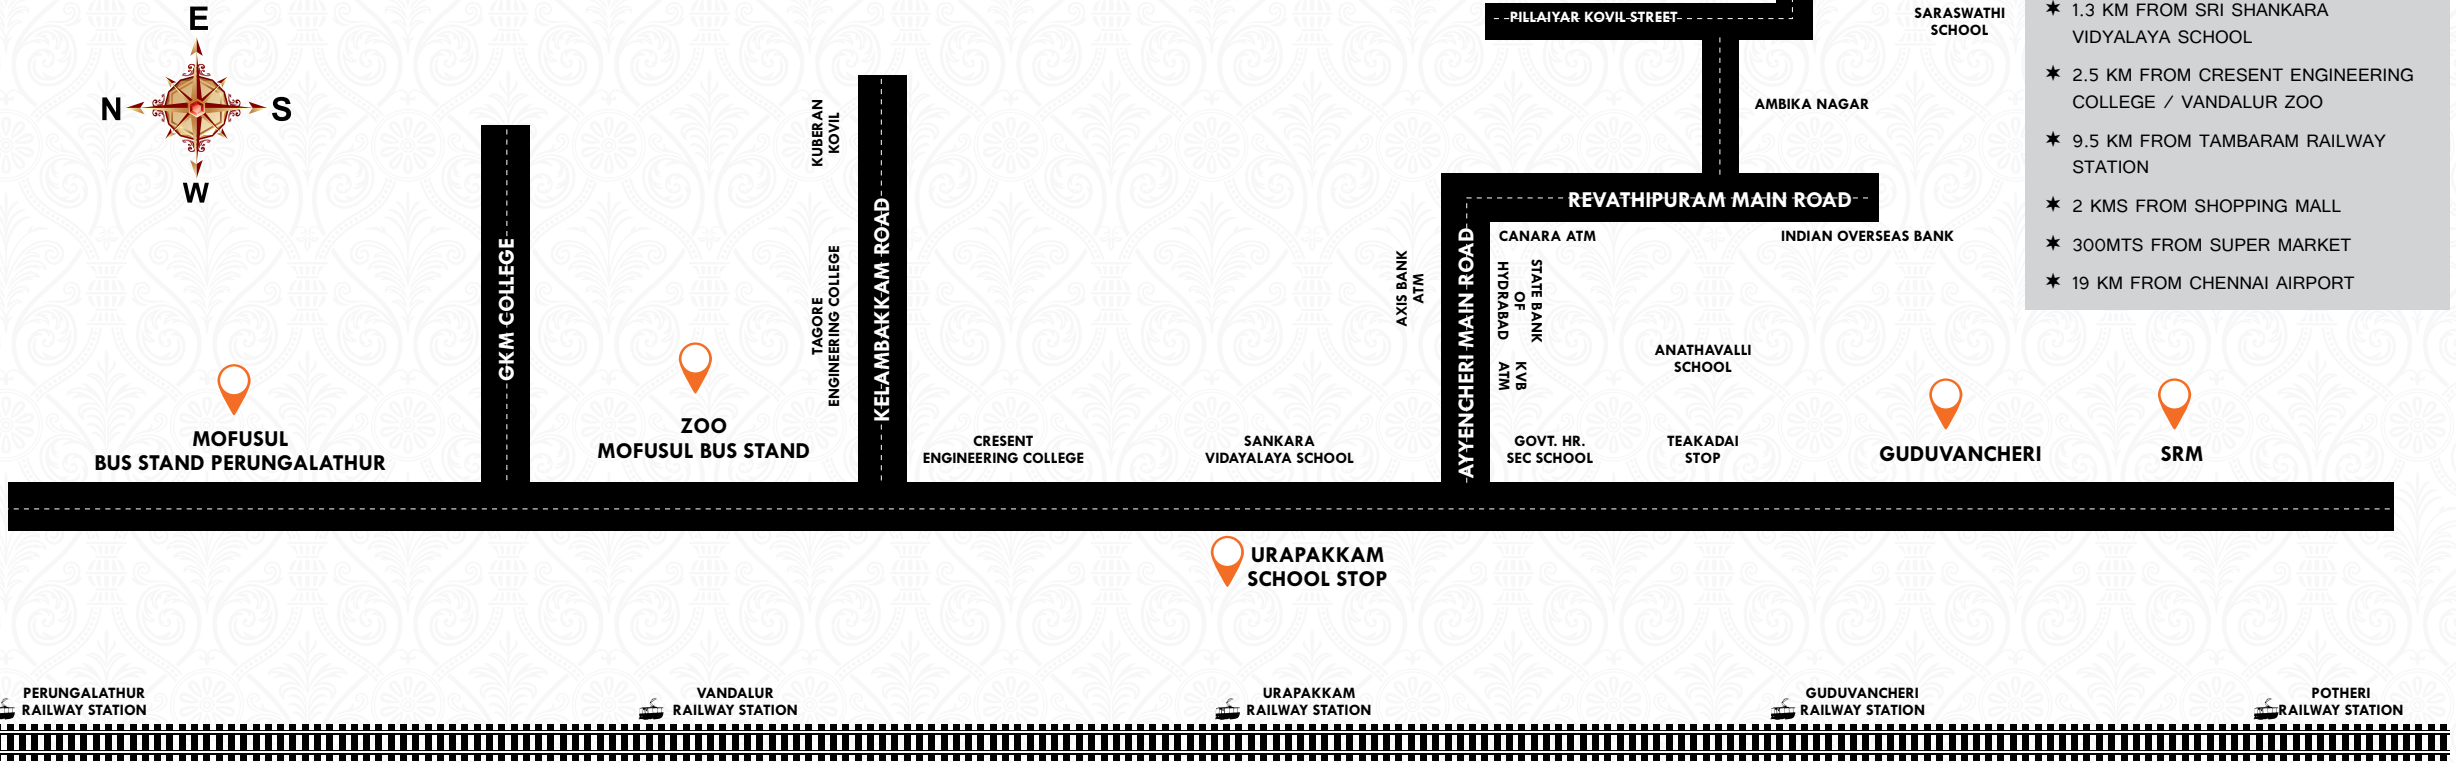 E
N
S
W
PILLAIYAR KOVIL STREET
SARASWATHI
SCHOOL
1.3 KM FROM SRI SHANKARA
VIDYALAYA SCHOOL
2.5 KM FROM CRESENT ENGINEERING
COLLEGE / VANDALUR ZOO
9.5 KM FROM TAMBARAM RAILWAY
STATION
2 KMS FROM SHOPPING MALL
300MTS FROM SUPER MARKET
19 KM FROM CHENNAI AIRPORT
AMBIKA NAGAR
KUBERAN
KOVIL
REVATHIPURAM MAIN ROAD
CANARA ATM
INDIAN OVERSEAS BANK
GKM COLLEGE
TAGORE
ENGINEERING COLLEGE
KELAMBAKKAM ROAD
AXIS BANK
ATM
AYYENCHERI MAIN ROAD
STATE BANK
OF
HYDRABAD
KVB
ATM
ANATHAVALLI
SCHOOL
MOFUSUL
BUS STAND PERUNGALATHUR
ZOO
MOFUSUL BUS STAND
CRESENT
ENGINEERING COLLEGE
SANKARA
VIDAYALAYA SCHOOL
GOVT. HR.
SEC SCHOOL
TEAKADAI
STOP
GUDUVANCHERI
SRM
URAPAKKAM
SCHOOL STOP
PERUNGALATHUR
RAILWAY STATION
VANDALUR
RAILWAY STATION
URAPAKKAM
RAILWAY STATION
GUDUVANCHERI
RAILWAY STATION
POTHERI
RAILWAY STATION